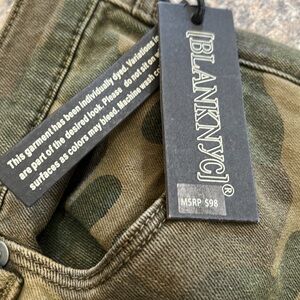 This garment has been individually dyed. Variations in
are part of the desired look. Please do not sit on
surfaces as colors may bleed. Machine wash
[BLANKNYC]®
MSRP $98